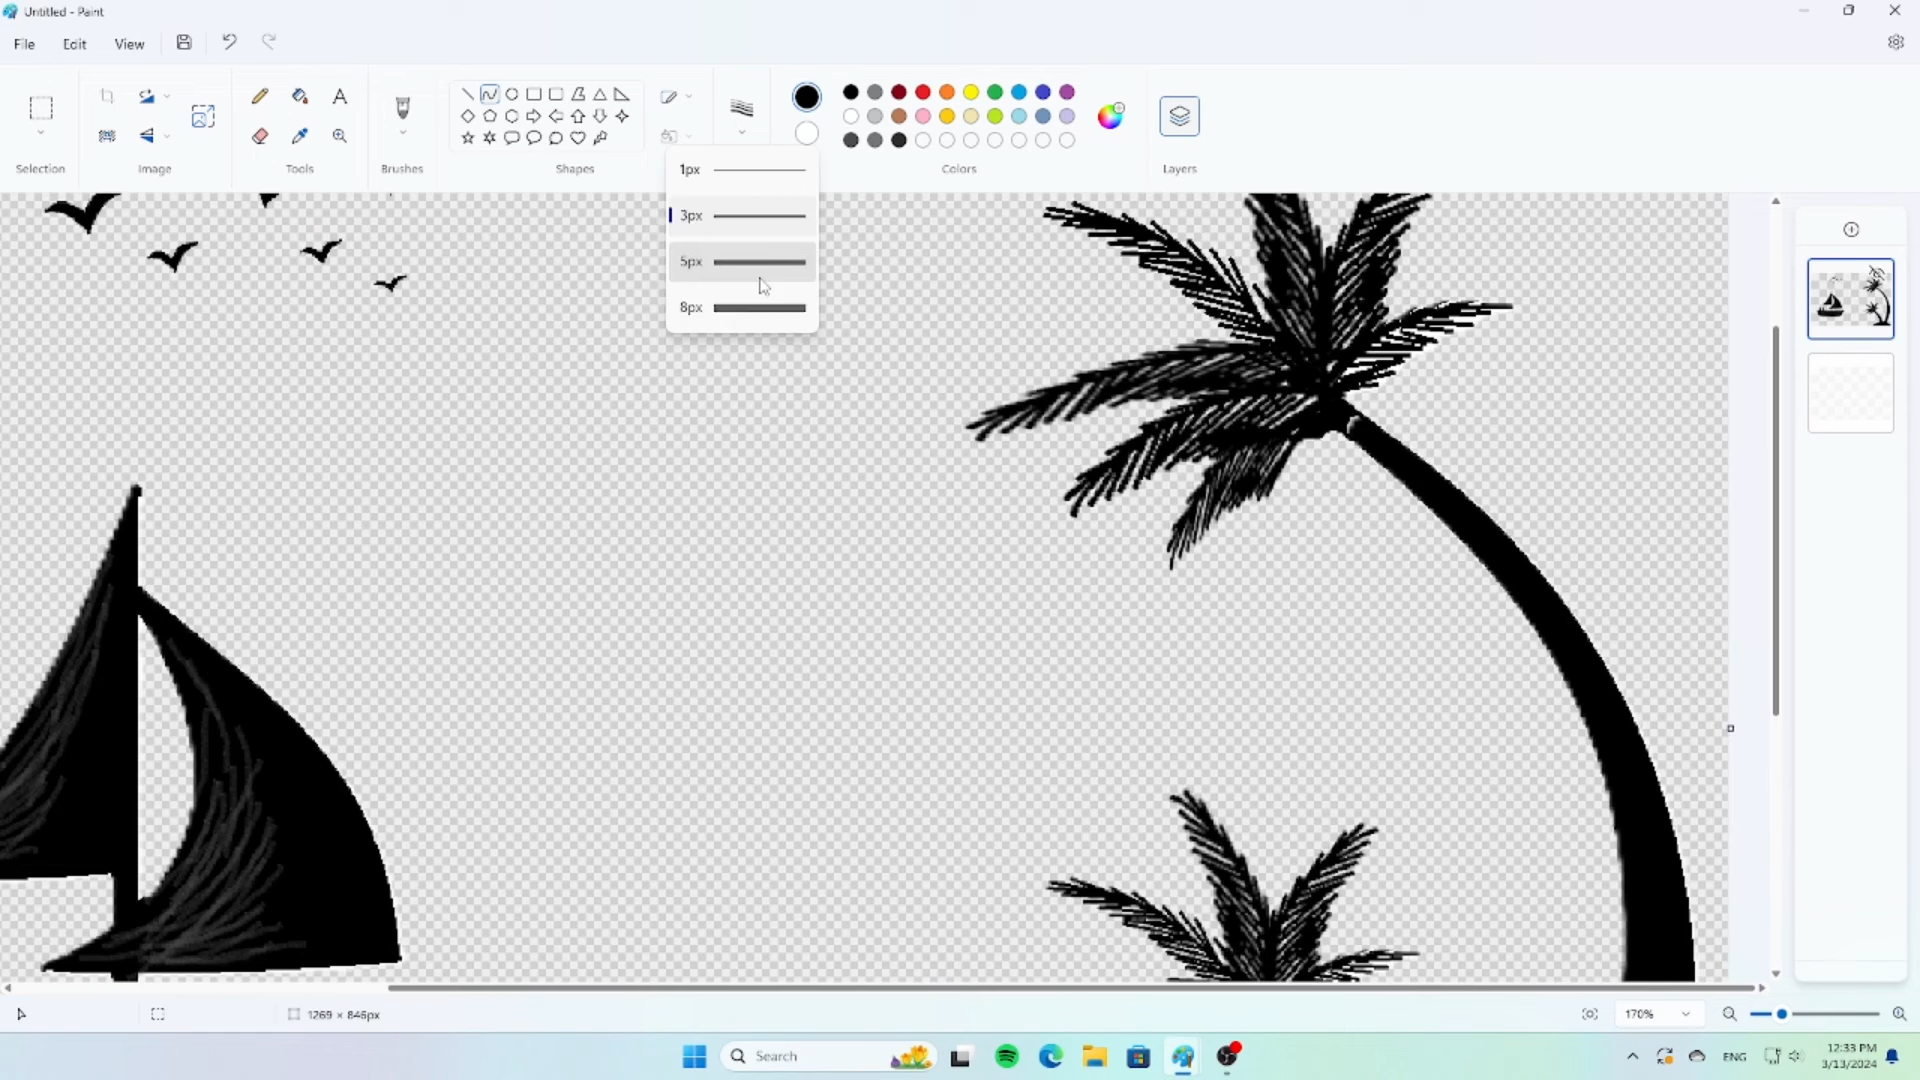 Untitled - Paint
File
Edit
View
Selection
Image
Tools
Brushes
Shapes
Colors
Layers
1px
3px
5px
8px
1269 × 846px
170%
Search
ENG
12:33 PM
3/13/2024